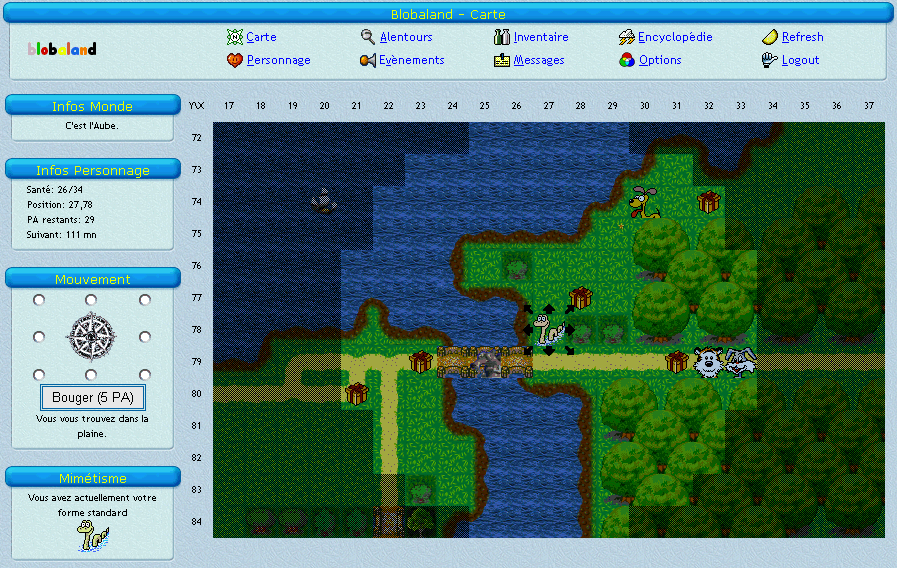 Blobaland - Carte
blobaland
Carte
Alentours
Inventaire
Encyclopédie
Refresh
Personnage
Evènements
Messages
Options
Logout
Infos Monde
C'est l'Aube.
Infos Personnage
Santé: 26/34
Position: 27,78
PA restants: 29
Suivant: 111 mn
Mouvement
Bouger (5 PA)
Vous vous trouvez dans la
plaine.
Mimétisme
Vous avez actuellement votre
forme standard
Y\X 17 18 19 20 21 22 23 24 25 26 27 28 29 30 31 32 33 34 35 36 37
72
73
74
75
76
77
78
79
80
81
82
83
84